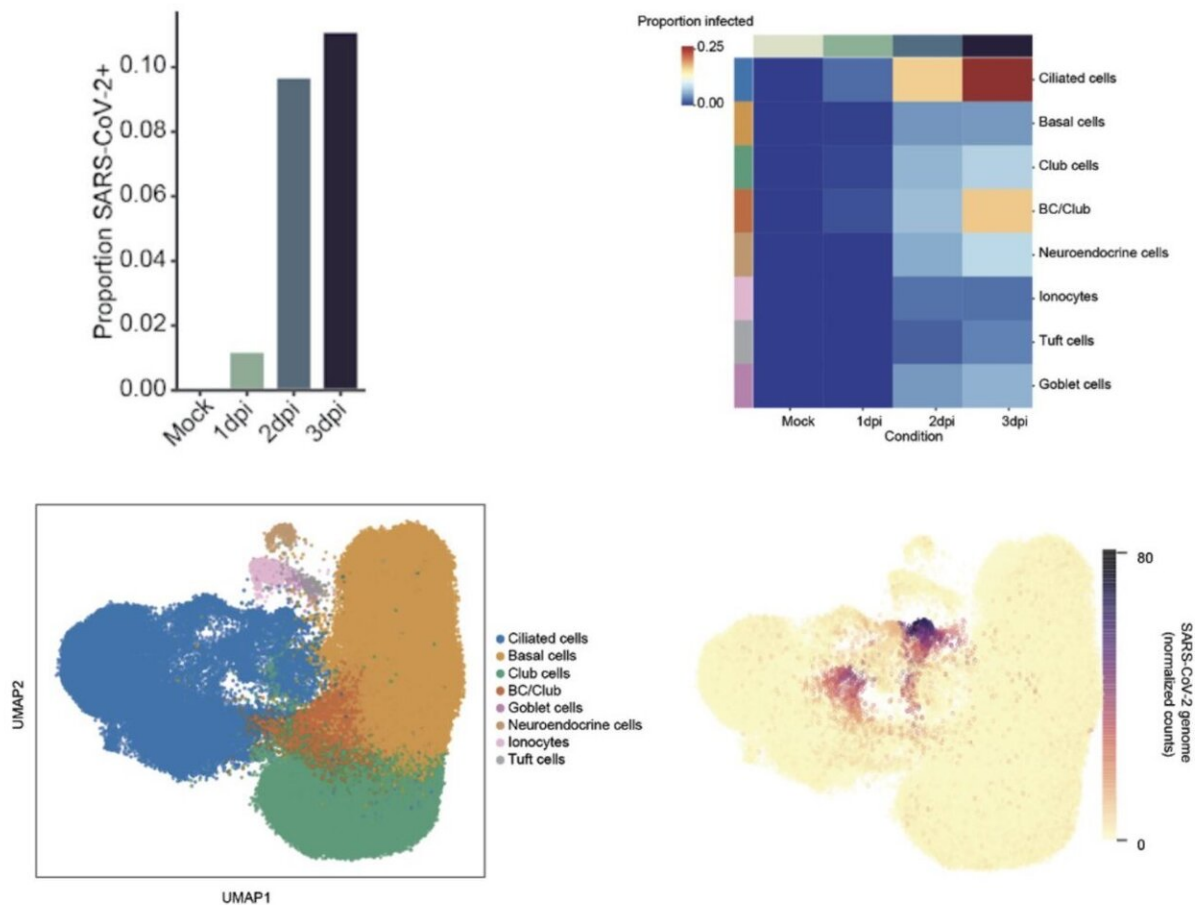 Proportion SARS-CoV-2+
0.10
0.08
0.06
0.04
0.02
0.00
Mock
1dpi
2dpi
3dpi
Proportion infected
0.25
0.00
Ciliated cells
Basal cells
Club cells
BC/Club
Neuroendocrine cells
Ionocytes
Tuft cells
Goblet cells
Mock 1dpi 2dpi 3dpi
Condition
UMAP2
UMAP1
Ciliated cells
Basal cells
Club cells
BC/Club
Goblet cells
Neuroendocrine cells
Ionocytes
Tuft cells
80
0
SARS-CoV-2 genome
(normalized counts)